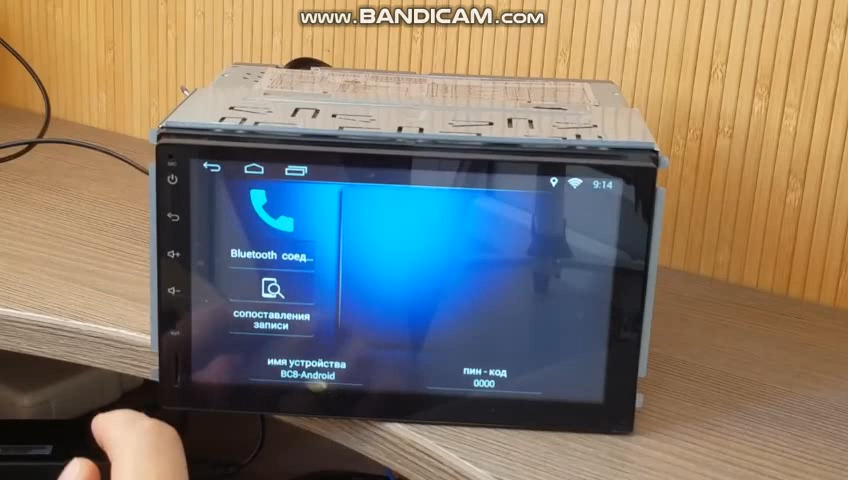 www.BANDICAM.com
9:14
Bluetooth соед...
сопоставления
записи
имя устройства
BC8-Android
пин - код
0000